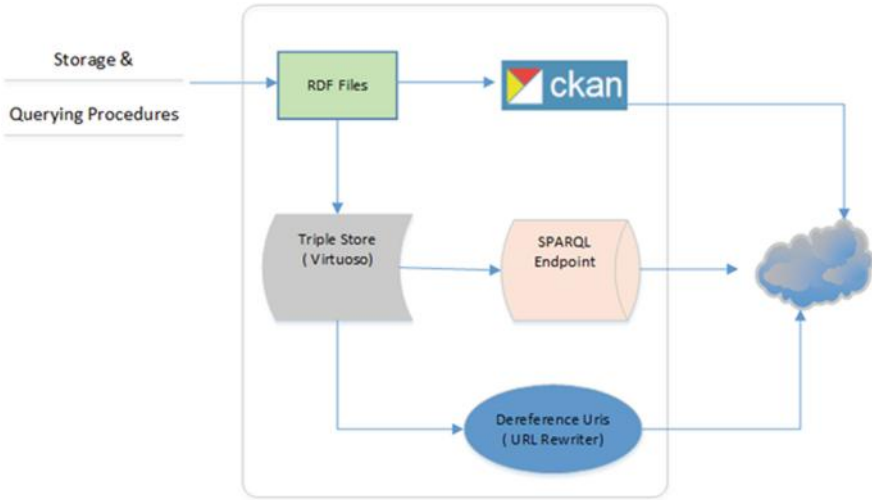 Storage &
Querying Procedures
RDF Files
ckan
Triple Store
( Virtuoso)
SPARQL
Endpoint
Dereference Uris
( URL Rewriter)